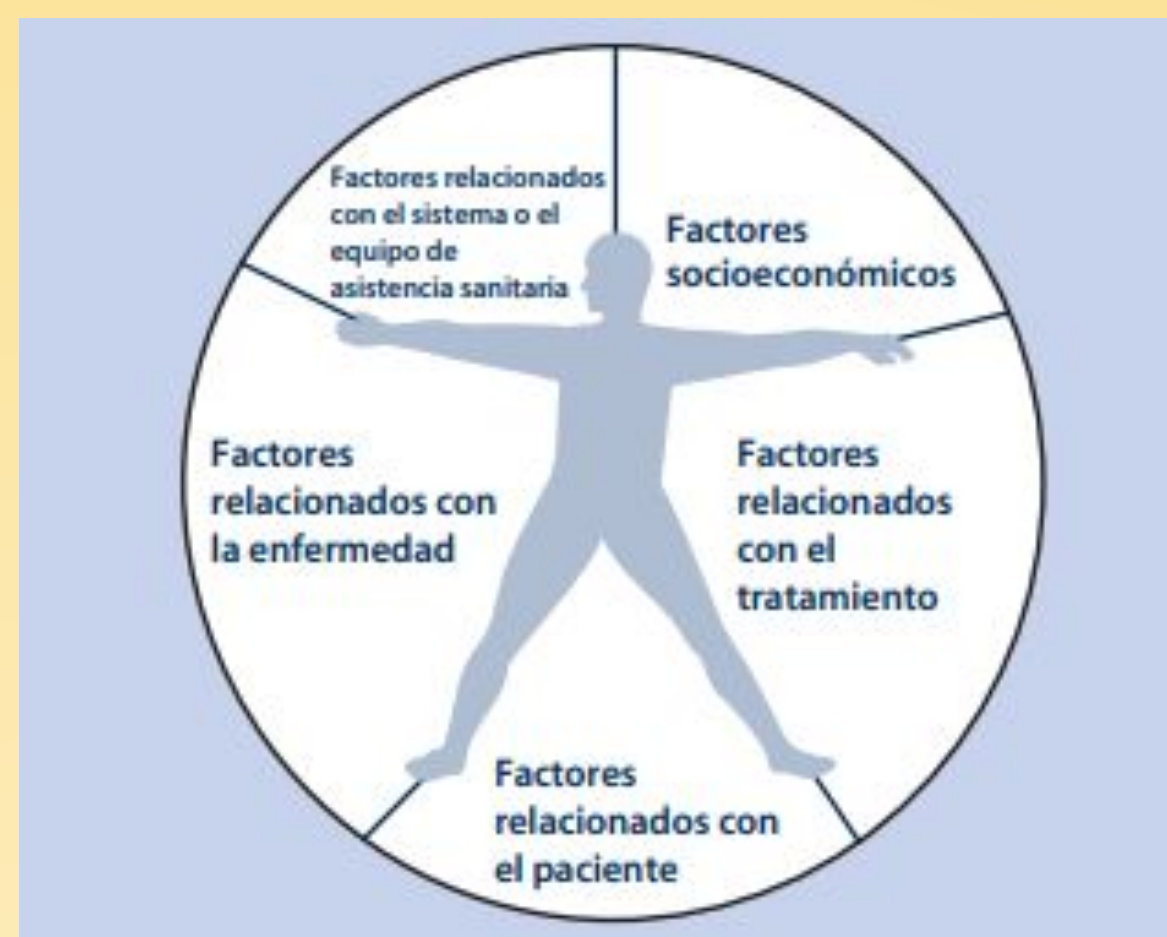 Factores relacionados
con el sistema o el
equipo de
asistencia sanitaria
Factores
socioeconómicos
Factores
relacionados con
la enfermedad
Factores
relacionados
con el
tratamiento
Factores
relacionados con
el paciente